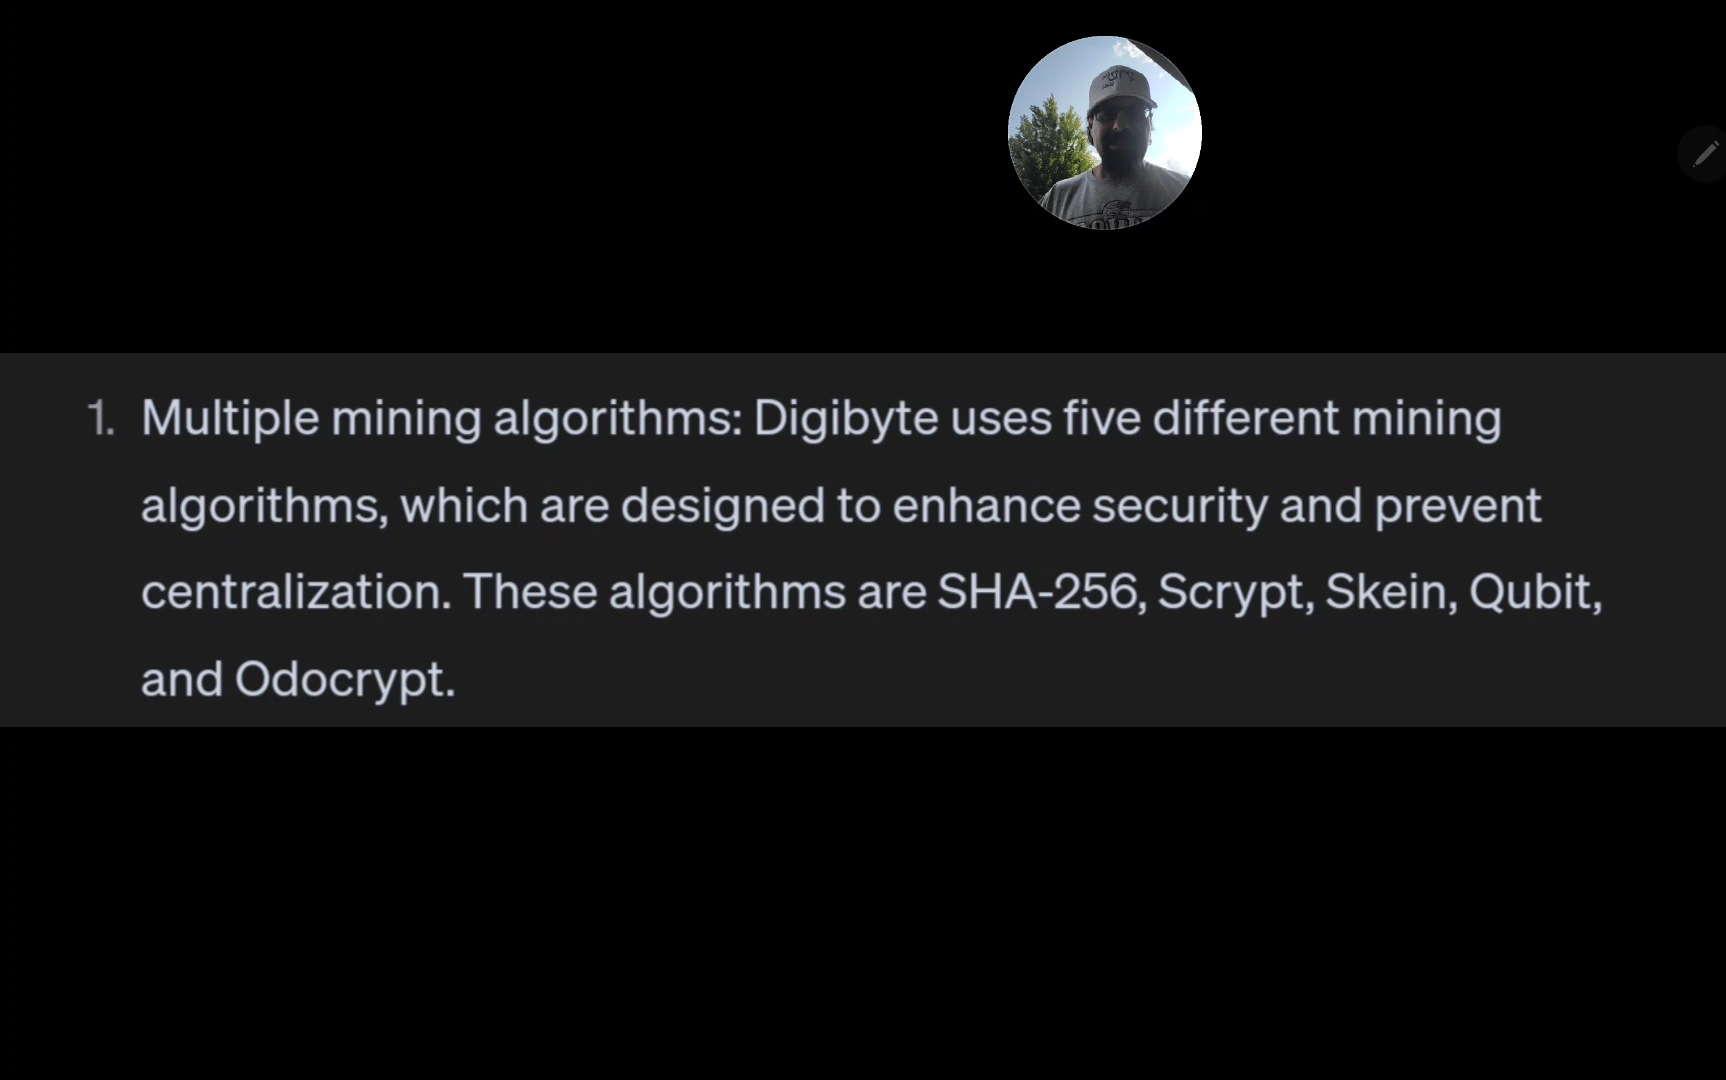 1. Multiple mining algorithms: Digibyte uses five different mining
algorithms, which are designed to enhance security and prevent
centralization. These algorithms are SHA-256, Scrypt, Skein, Qubit,
and Odocrypt.